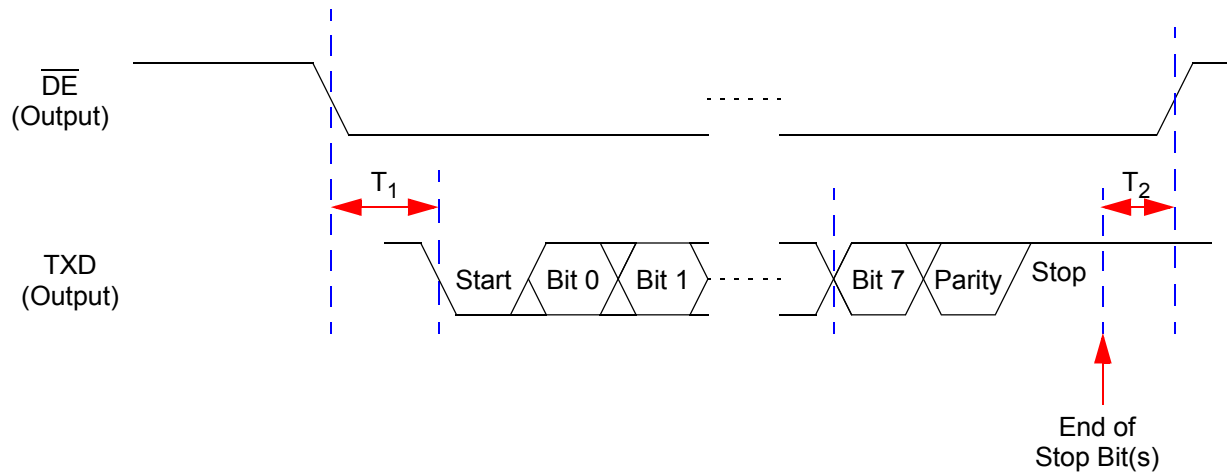 DE
(Output)
T1
T2
TXD
(Output)
Start
Bit 0
Bit 1
Bit 7
Parity
Stop
End of
Stop Bit(s)